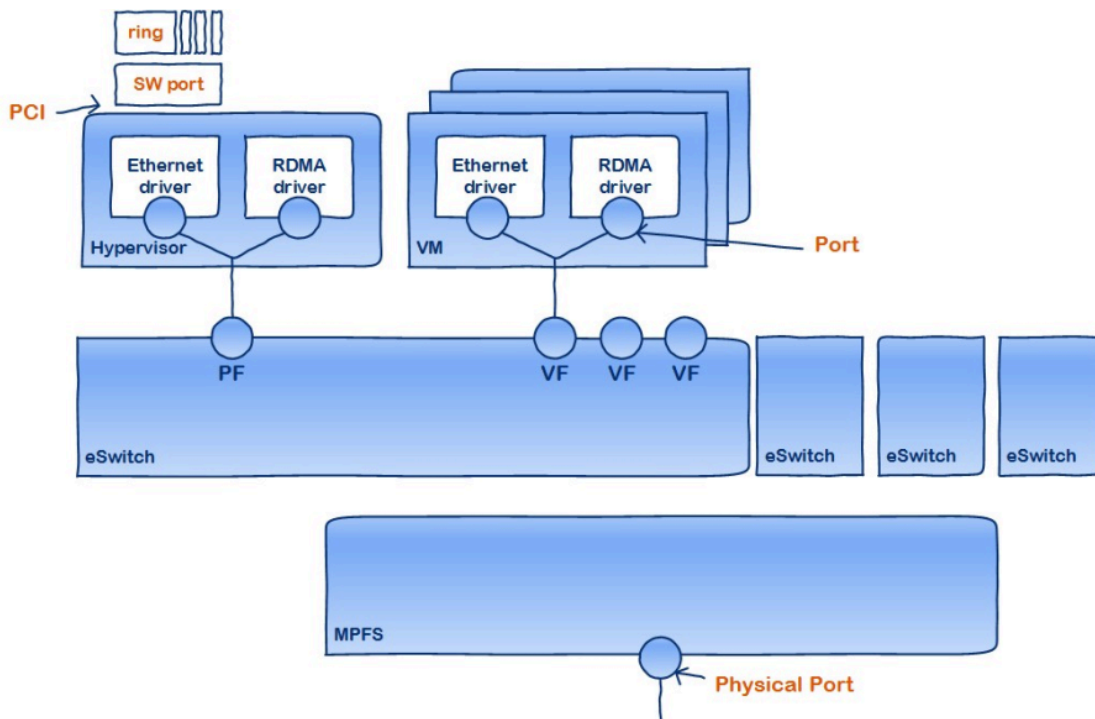 ring
SW port
PCI
Ethernet
driver
RDMA
driver
Hypervisor
Ethernet
driver
RDMA
driver
VM
Port
PF
VF
VF
VF
eSwitch
eSwitch
eSwitch
eSwitch
MPFS
Physical Port